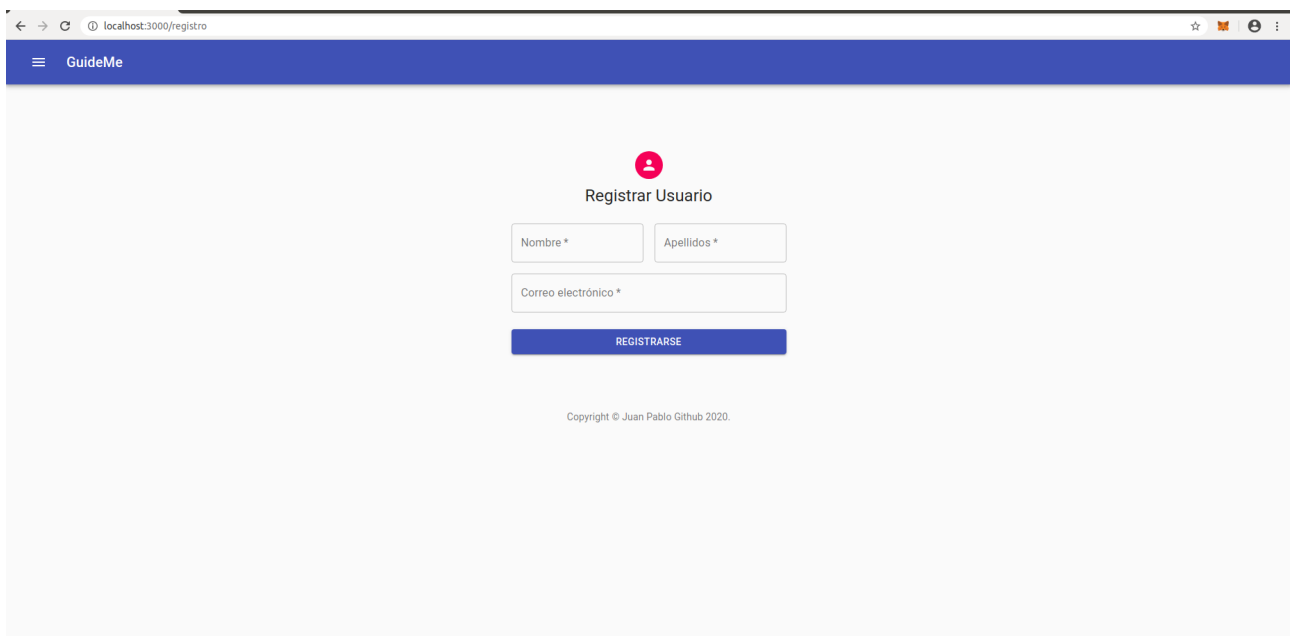 localhost:3000/registro
GuideMe
Registrar Usuario
Nombre * Apellidos *
Correo electrónico *
REGISTRARSE
Copyright © Juan Pablo Github 2020.